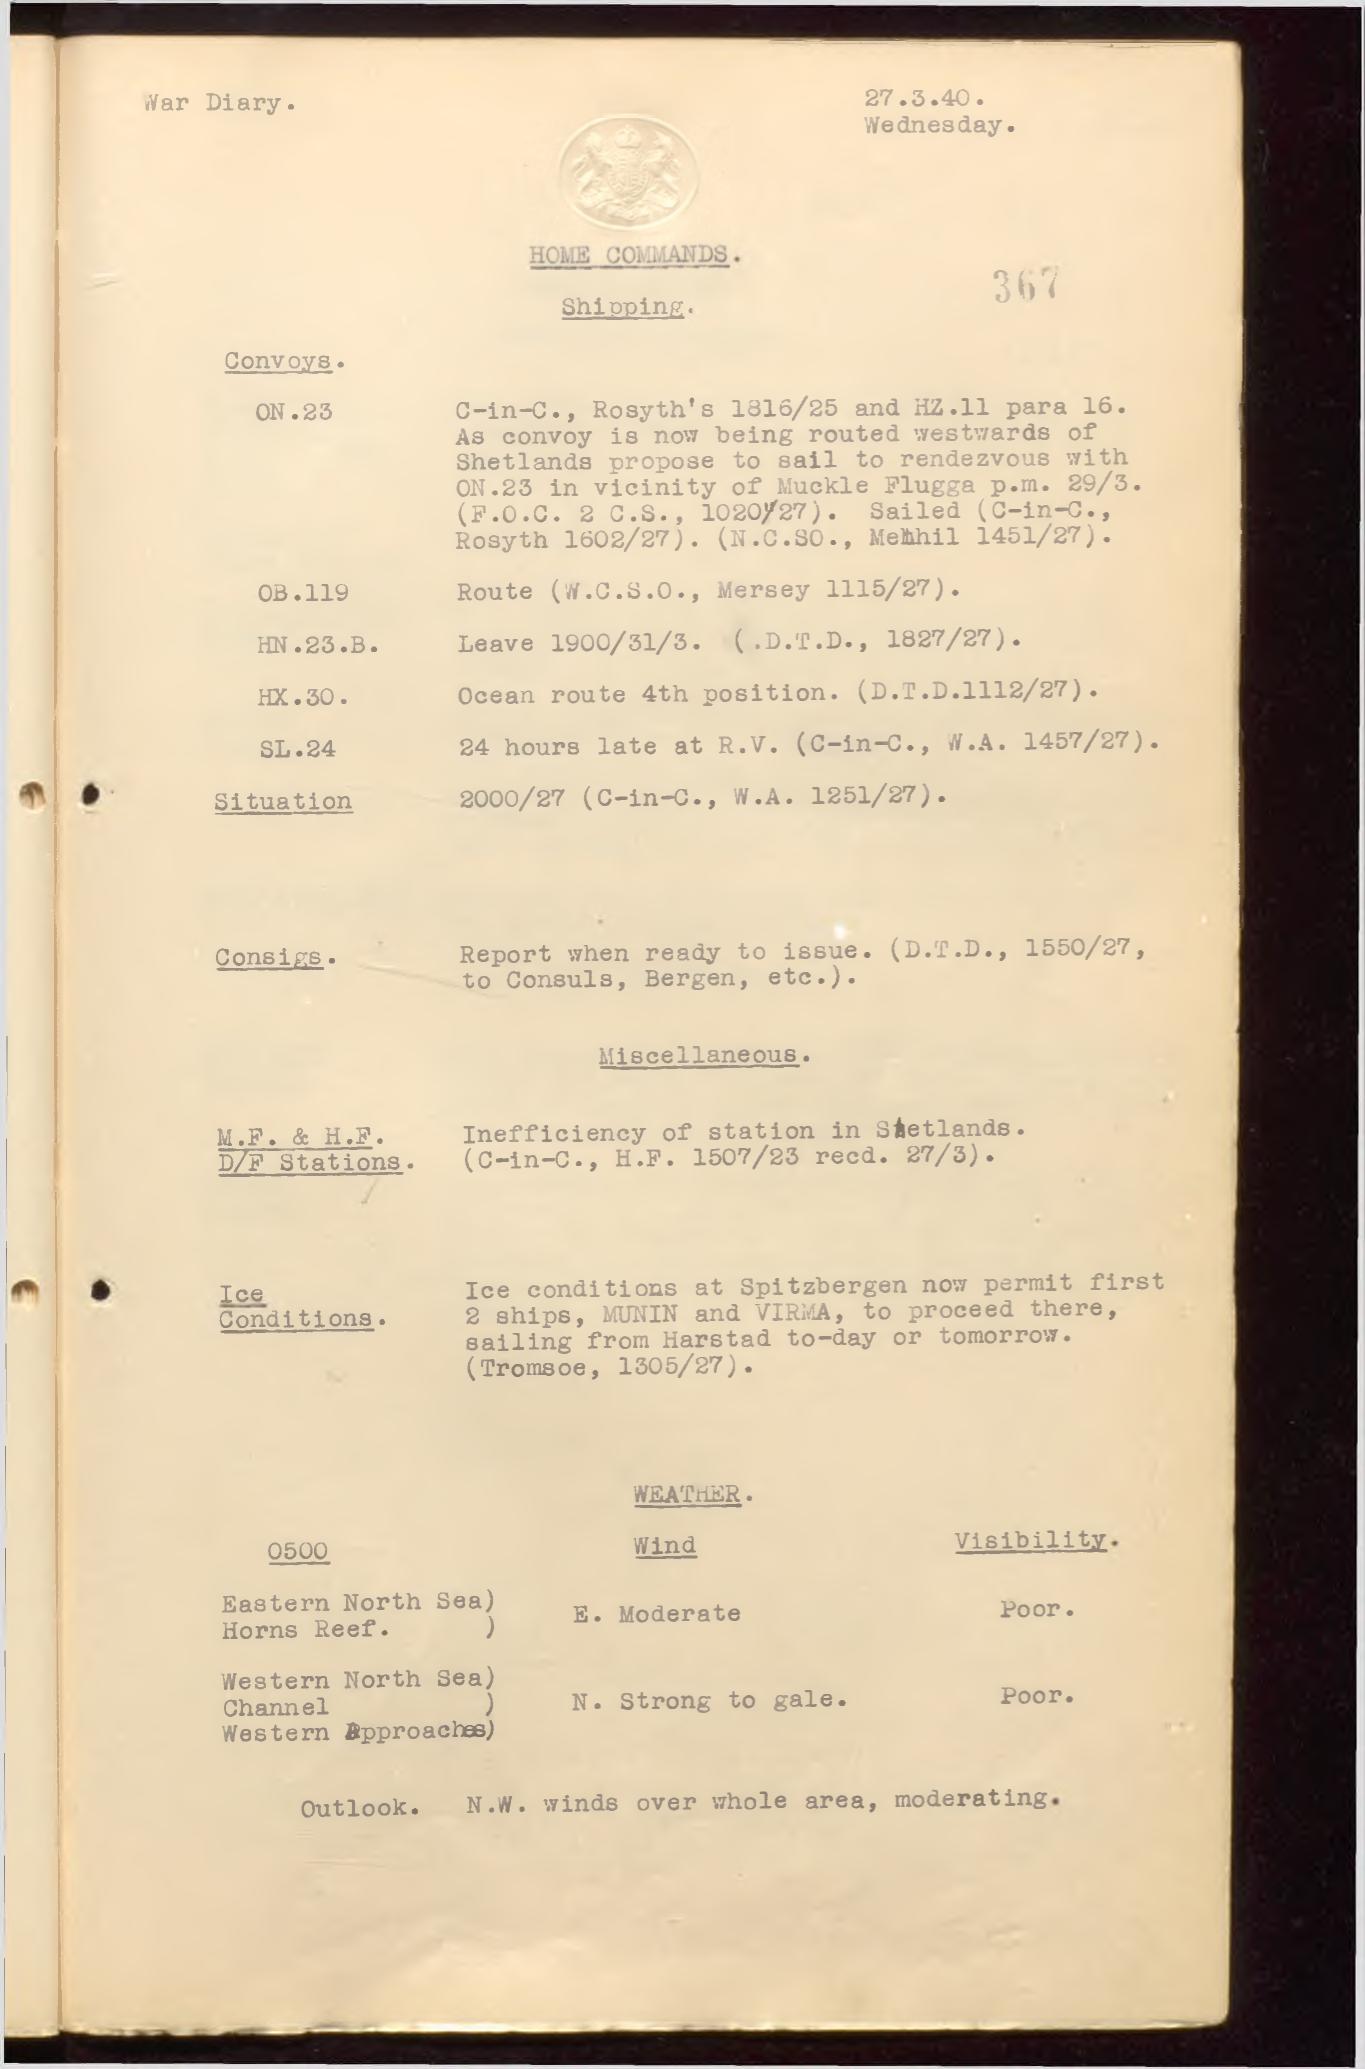 War Diary.
27.3.40.
Wednesday.
HOME COMMANDS.
367
Shipping.
Convoys.
ON.23 C-in-C., Rosyth's 1816/25 and HZ.11 para 16.
As convoy is now being routed westwards of
Shetlands propose to sail to rendezvous with
ON.23 in vicinity of Muckle Flugga p.m. 29/3.
(F.O.C. 2 C.S., 1020/27). Sailed (C-in-C.,
Rosyth 1602/27). (N.C.SO., Methil 1451/27).
OB.119 Route (W.C.S.O., Mersey 1115/27).
HN.23.B. Leave 1900/31/3. (.D.T.D., 1827/27).
HX.30. Ocean route 4th position. (D.T.D.1112/27).
SL.24 24 hours late at R.V. (C-in-C., W.A. 1457/27).
Situation 2000/27 (C-in-C., W.A. 1251/27).
Consigs. Report when ready to issue. (D.T.D., 1550/27,
to Consuls, Bergen, etc.).
Miscellaneous.
M.F. & H.F. Inefficiency of station in Shetlands.
D/F Stations. (C-in-C., H.F. 1507/23 recd. 27/3).
Ice Ice conditions at Spitzbergen now permit first
Conditions. 2 ships, MUNIN and VIRMA, to proceed there,
sailing from Harstad to-day or tomorrow.
(Tromsoe, 1305/27).
WEATHER.
0500 Wind Visibility.
Eastern North Sea)
Horns Reef. ) E. Moderate Poor.
Western North Sea)
Channel ) N. Strong to gale. Poor.
Western Approaches)
Outlook. N.W. winds over whole area, moderating.